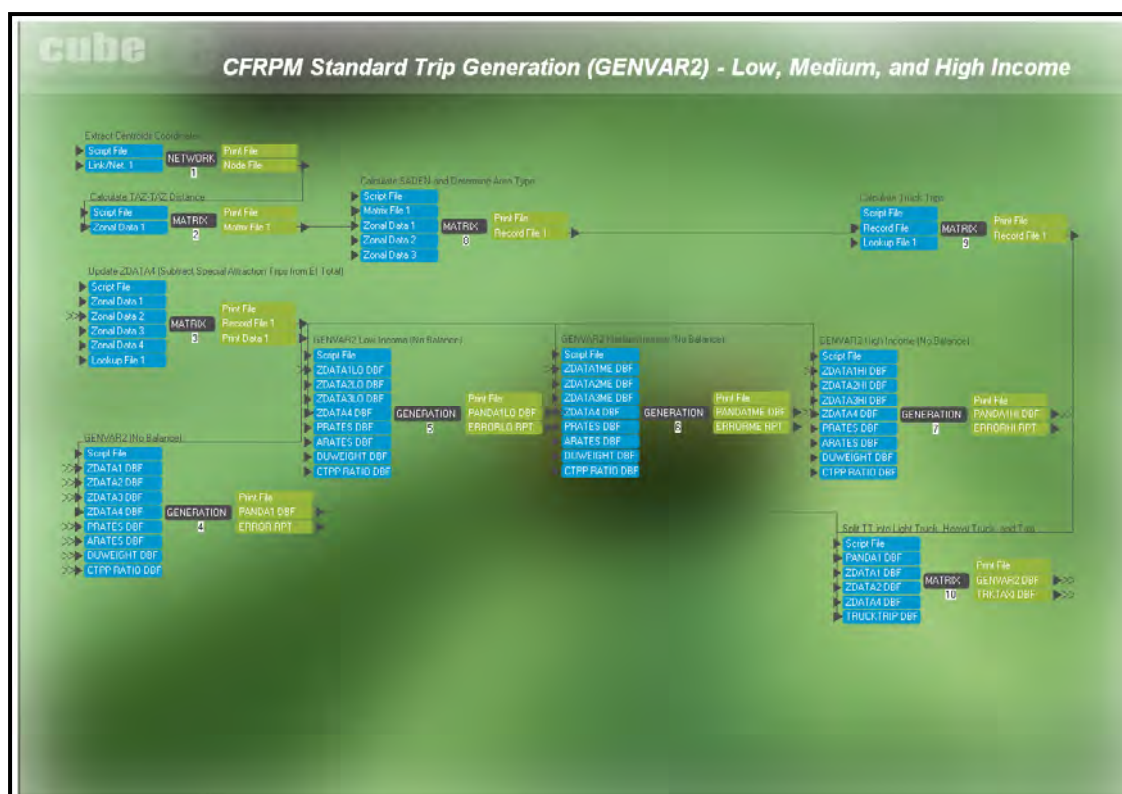 cube
CFRPM Standard Trip Generation (GENVAR2) - Low, Medium, and High Income
Extract Centroids Coordinates
Script File
Link/Net. 1
NETWORK
1
Print File
Node File
Calculate TAZ-TAZ Distance
Script File
Zonal Data 1
MATRIX
2
Print File
Matrix File 1
Calculate SADEN and Determine Area Type
Script File
Matrix File 1
Zonal Data 1
Zonal Data 2
Zonal Data 3
MATRIX
8
Print File
Record File 1
Calculate Truck Trips
Script File
Record File
Lookup File 1
MATRIX
9
Print File
Record File 1
Update ZDATA4 (Subtract Special Attraction Trips from EI Total)
Script File
Zonal Data 1
Zonal Data 2
Zonal Data 3
Zonal Data 4
Lookup File 1
MATRIX
3
Print File
Record File 1
Print Data 1
GENVAR2 Low Income (No Balance)
Script File
ZDATA1LO DBF
ZDATA2LO DBF
ZDATA3LO DBF
ZDATA4 DBF
PRATES DBF
ARATES DBF
DUWEIGHT DBF
CTPP RATIO DBF
GENERATION
5
Print File
PANDA1LO DBF
ERRORLO RPT
GENVAR2 Medium Income (No Balance)
Script File
ZDATA1ME DBF
ZDATA2ME DBF
ZDATA3ME DBF
ZDATA4 DBF
PRATES DBF
ARATES DBF
DUWEIGHT DBF
CTPP RATIO DBF
GENERATION
6
Print File
PANDA1ME DBF
ERRORME RPT
GENVAR2 High Income (No Balance)
Script File
ZDATA1HI DBF
ZDATA2HI DBF
ZDATA3HI DBF
ZDATA4 DBF
PRATES DBF
ARATES DBF
DUWEIGHT DBF
CTPP RATIO DBF
GENERATION
7
Print File
PANDA1HI DBF
ERRORHI RPT
GENVAR2 (No Balance)
Script File
ZDATA1 DBF
ZDATA2 DBF
ZDATA3 DBF
ZDATA4 DBF
PRATES DBF
ARATES DBF
DUWEIGHT DBF
CTPP RATIO DBF
GENERATION
4
Print File
PANDA1 DBF
ERROR RPT
Split TT into Light Truck, Heavy Truck, and Taxi
Script File
PANDA1 DBF
ZDATA1 DBF
ZDATA2 DBF
ZDATA4 DBF
TRUCKTRIP DBF
MATRIX
10
Print File
GENVAR2 DBF
TRKTAXI DBF